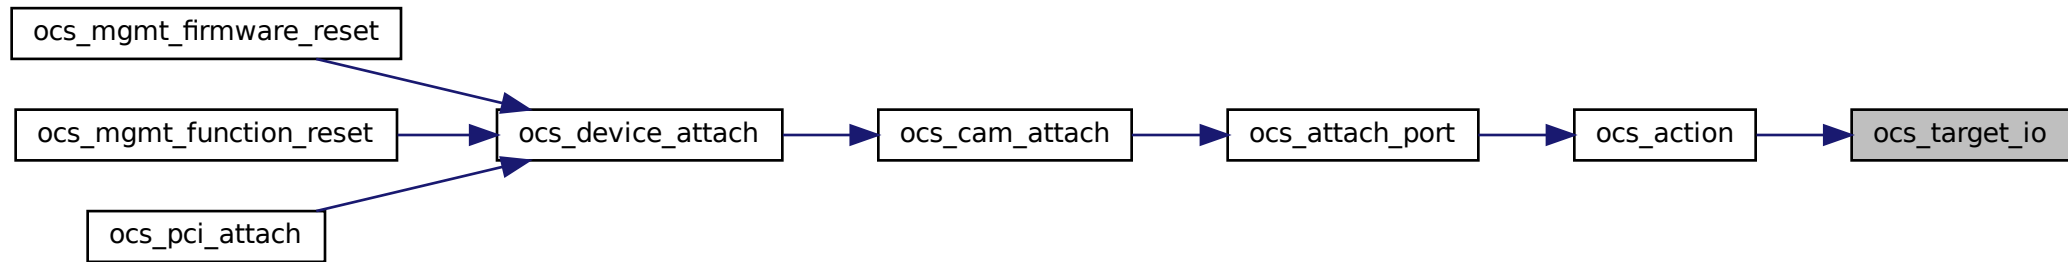 ocs_mgmt_firmware_reset
ocs_mgmt_function_reset
ocs_device_attach
ocs_cam_attach
ocs_attach_port
ocs_action
ocs_target_io
ocs_pci_attach